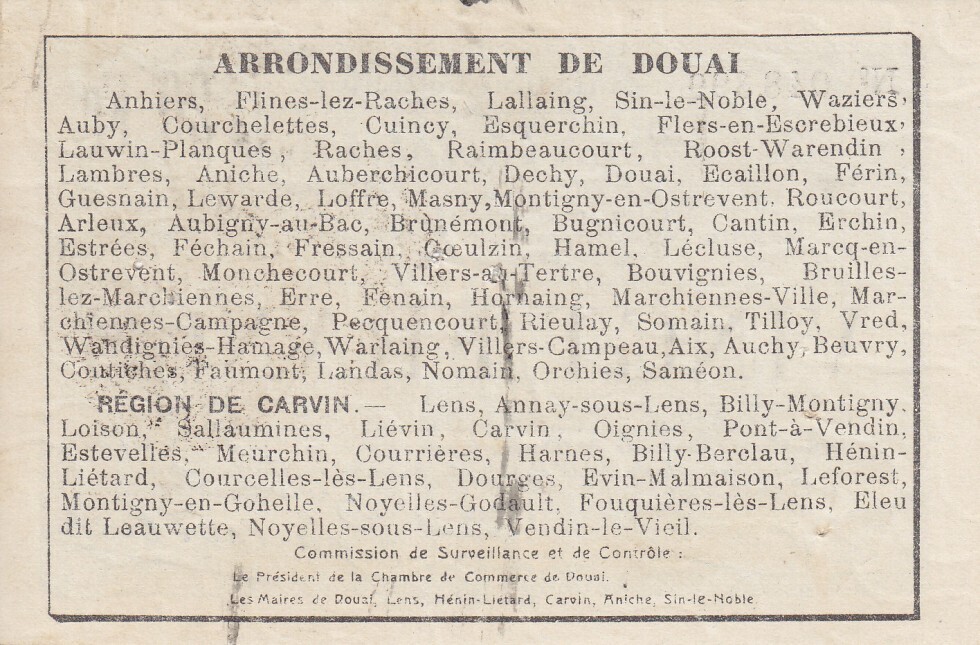 ARRONDISSEMENT DE DOUAI
Anhiers, Flines-lez-Raches, Lallaing, Sin-le-Noble, Waziers,
Auby, Courchelettes, Cuincy, Esquerchin, Flers-en-Escrebieux,
Lauwin-Planques, Raches, Raimbeaucourt, Roost-Warendin,
Lambres, Aniche, Auberchicourt, Dechy, Douai, Ecaillon, Férin,
Guesnain, Lewarde, Loffre, Masny, Montigny-en-Ostrevent. Roucourt,
Arleux, Aubigny-au-Bac, Brunémont, Bugnicourt, Cantin, Erchin,
Estrées, Féchain, Fressain, Gœulzin, Hamel, Lécluse, Marcq-en-
Ostrevent, Monchecourt, Villers-au-Tertre, Bouvignies, Bruilles-
lez-Marchiennes, Erre, Fenain, Hornaing, Marchiennes-Ville, Mar-
chiennes-Campagne, Pecquencourt, Rieulay, Somain, Tilloy, Vred,
Wandignies-Hamage, Warlaing, Villers-Campeau, Aix, Auchy, Beuvry,
Coutiches, Faumont, Landas, Nomain, Orchies, Saméon.
RÉGION DE CARVIN. — Lens, Annay-sous-Lens, Billy-Montigny.
Loison, Sallaumines, Liévin, Carvin, Oignies, Pont-à-Vendin,
Estevelles, Meurchin, Courrières, Harnes, Billy-Berclau, Hénin-
Liétard, Courcelles-lès-Lens, Dourges, Evin-Malmaison, Leforest,
Montigny-en-Gohelle, Noyelles-Godault, Fouquières-lès-Lens, Eleu
dit Leauwette, Noyelles-sous-Lens, Vendin-le-Vieil.
Commission de Surveillance et de Contrôle :
Le Président de la Chambre de Commerce de Douai.
Les Maires de Douai, Lens, Hénin-Liétard, Carvin, Aniche, Sin-le-Noble.